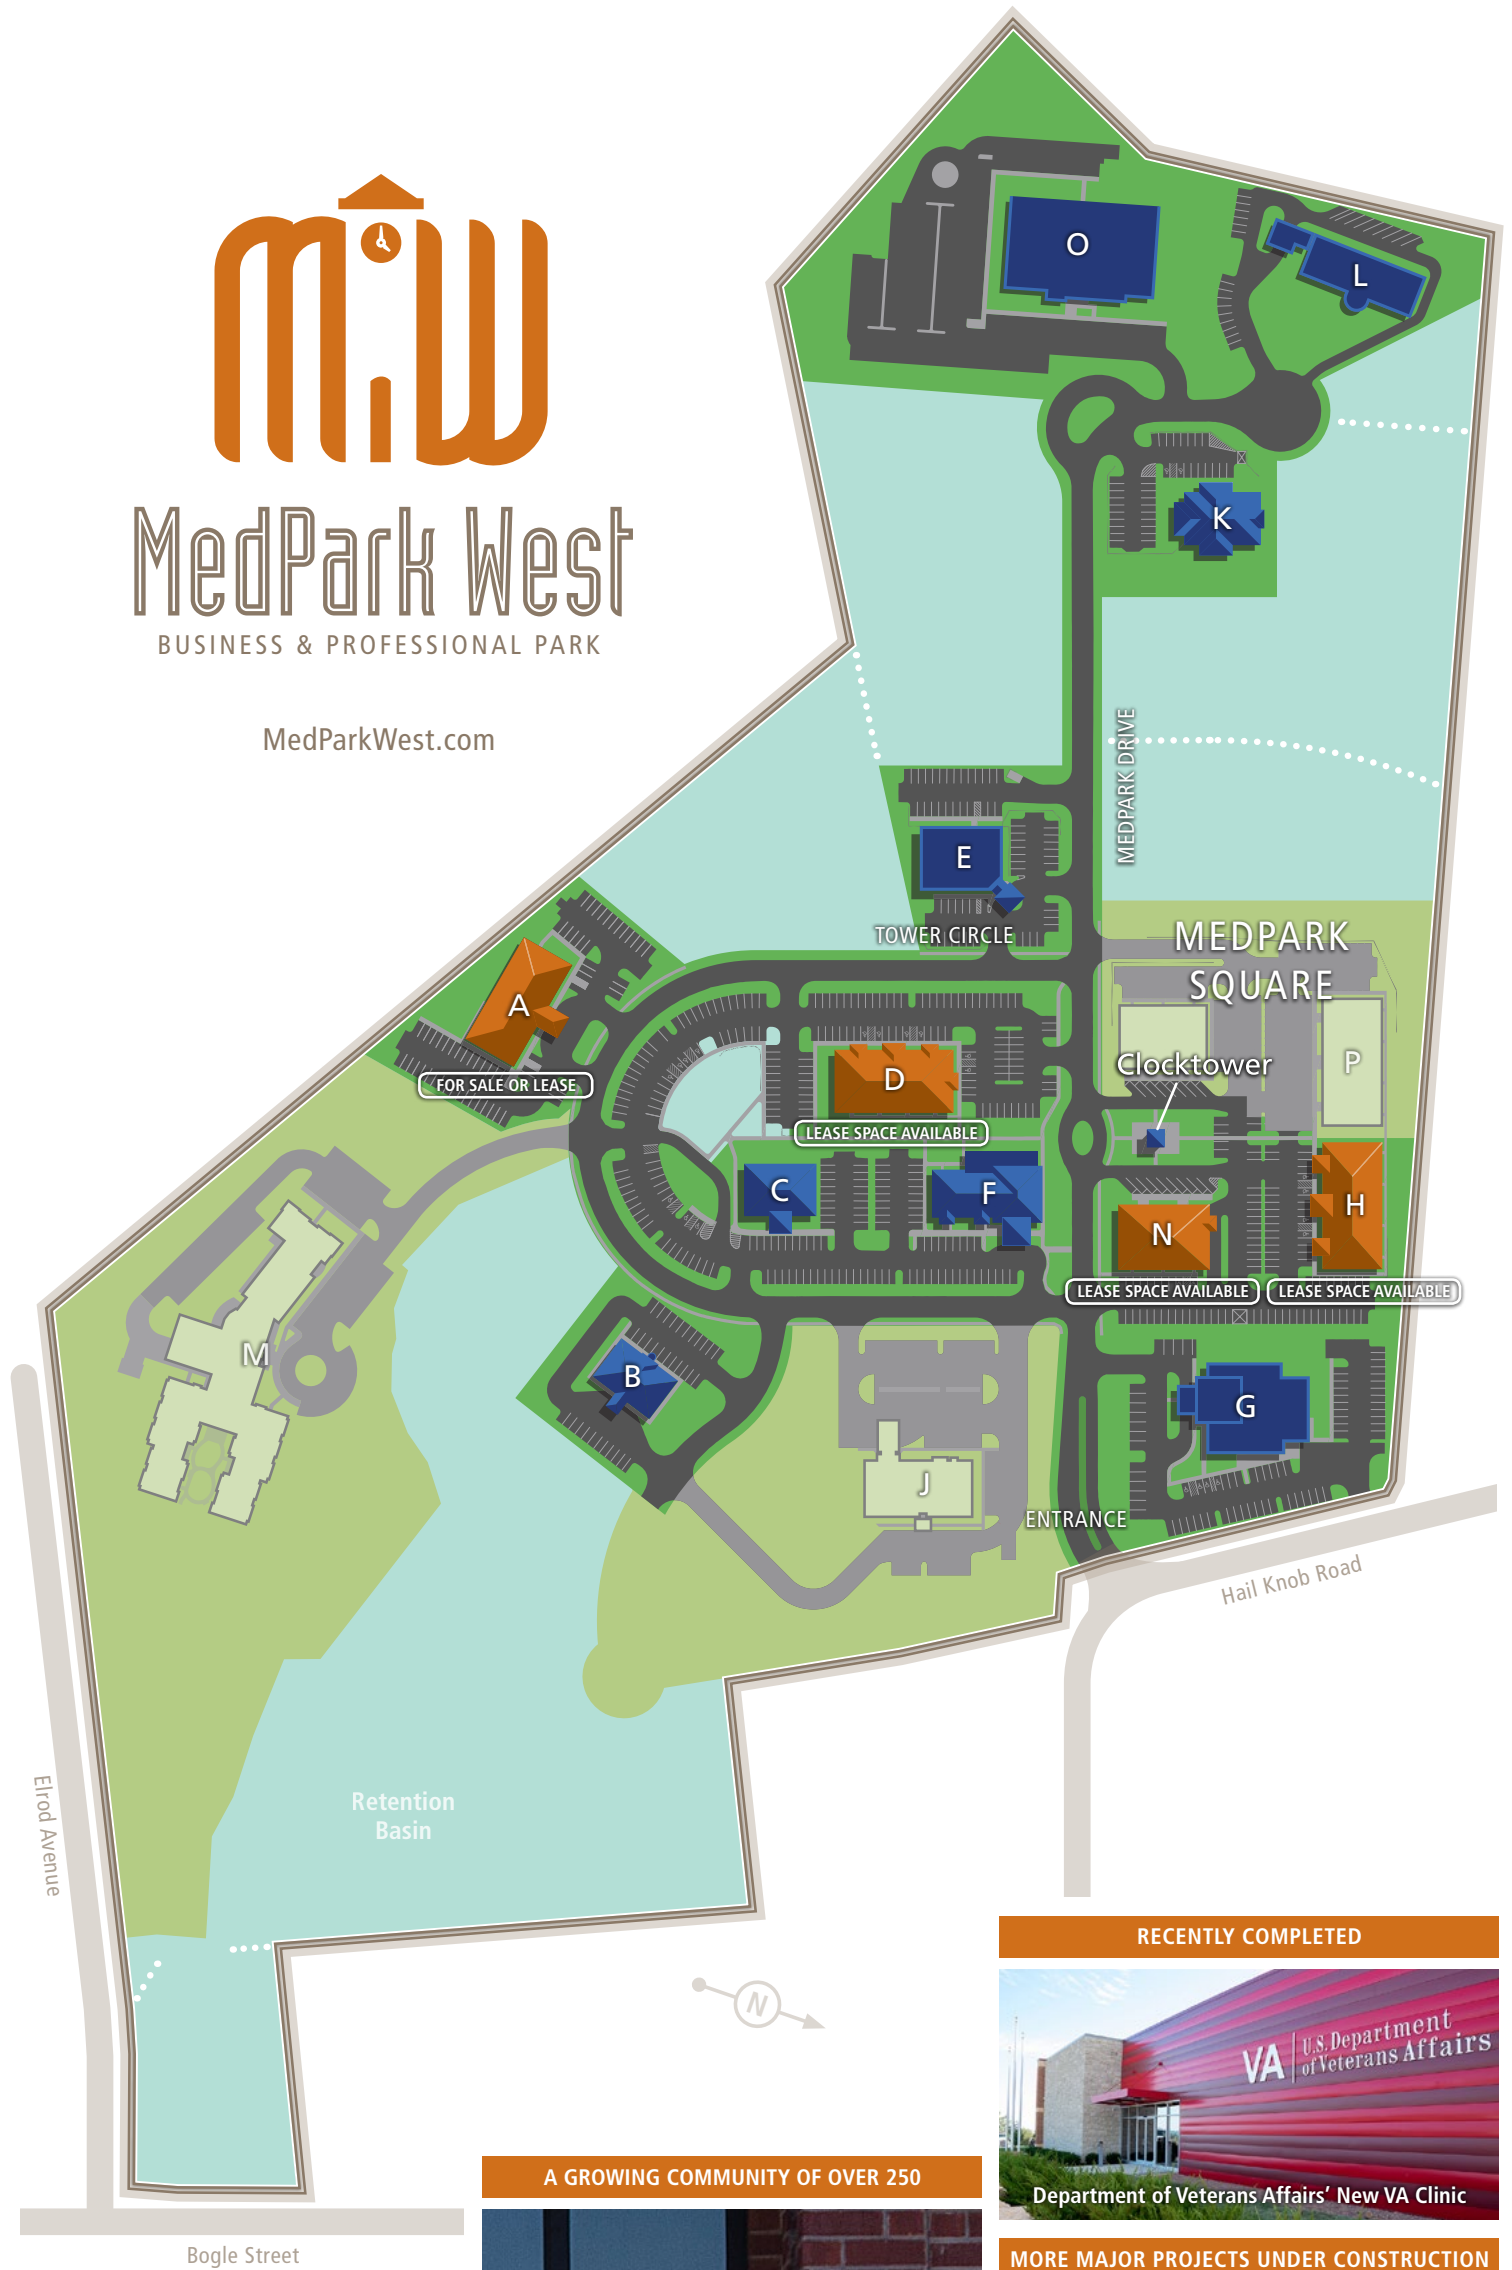 MW
MedPark West
BUSINESS & PROFESSIONAL PARK
MedParkWest.com
O
L
K
MEDPARK DRIVE
E
TOWER CIRCLE
MEDPARK
SQUARE
A
FOR SALE OR LEASE
D
LEASE SPACE AVAILABLE
Clocktower
P
C
F
N
H
LEASE SPACE AVAILABLE
LEASE SPACE AVAILABLE
M
B
G
J
ENTRANCE
Hail Knob Road
Elrod Avenue
Retention
Basin
N
Bogle Street
A GROWING COMMUNITY OF OVER 250
RECENTLY COMPLETED
VA
U.S. Department
of Veterans Affairs
Department of Veterans Affairs’ New VA Clinic
MORE MAJOR PROJECTS UNDER CONSTRUCTION